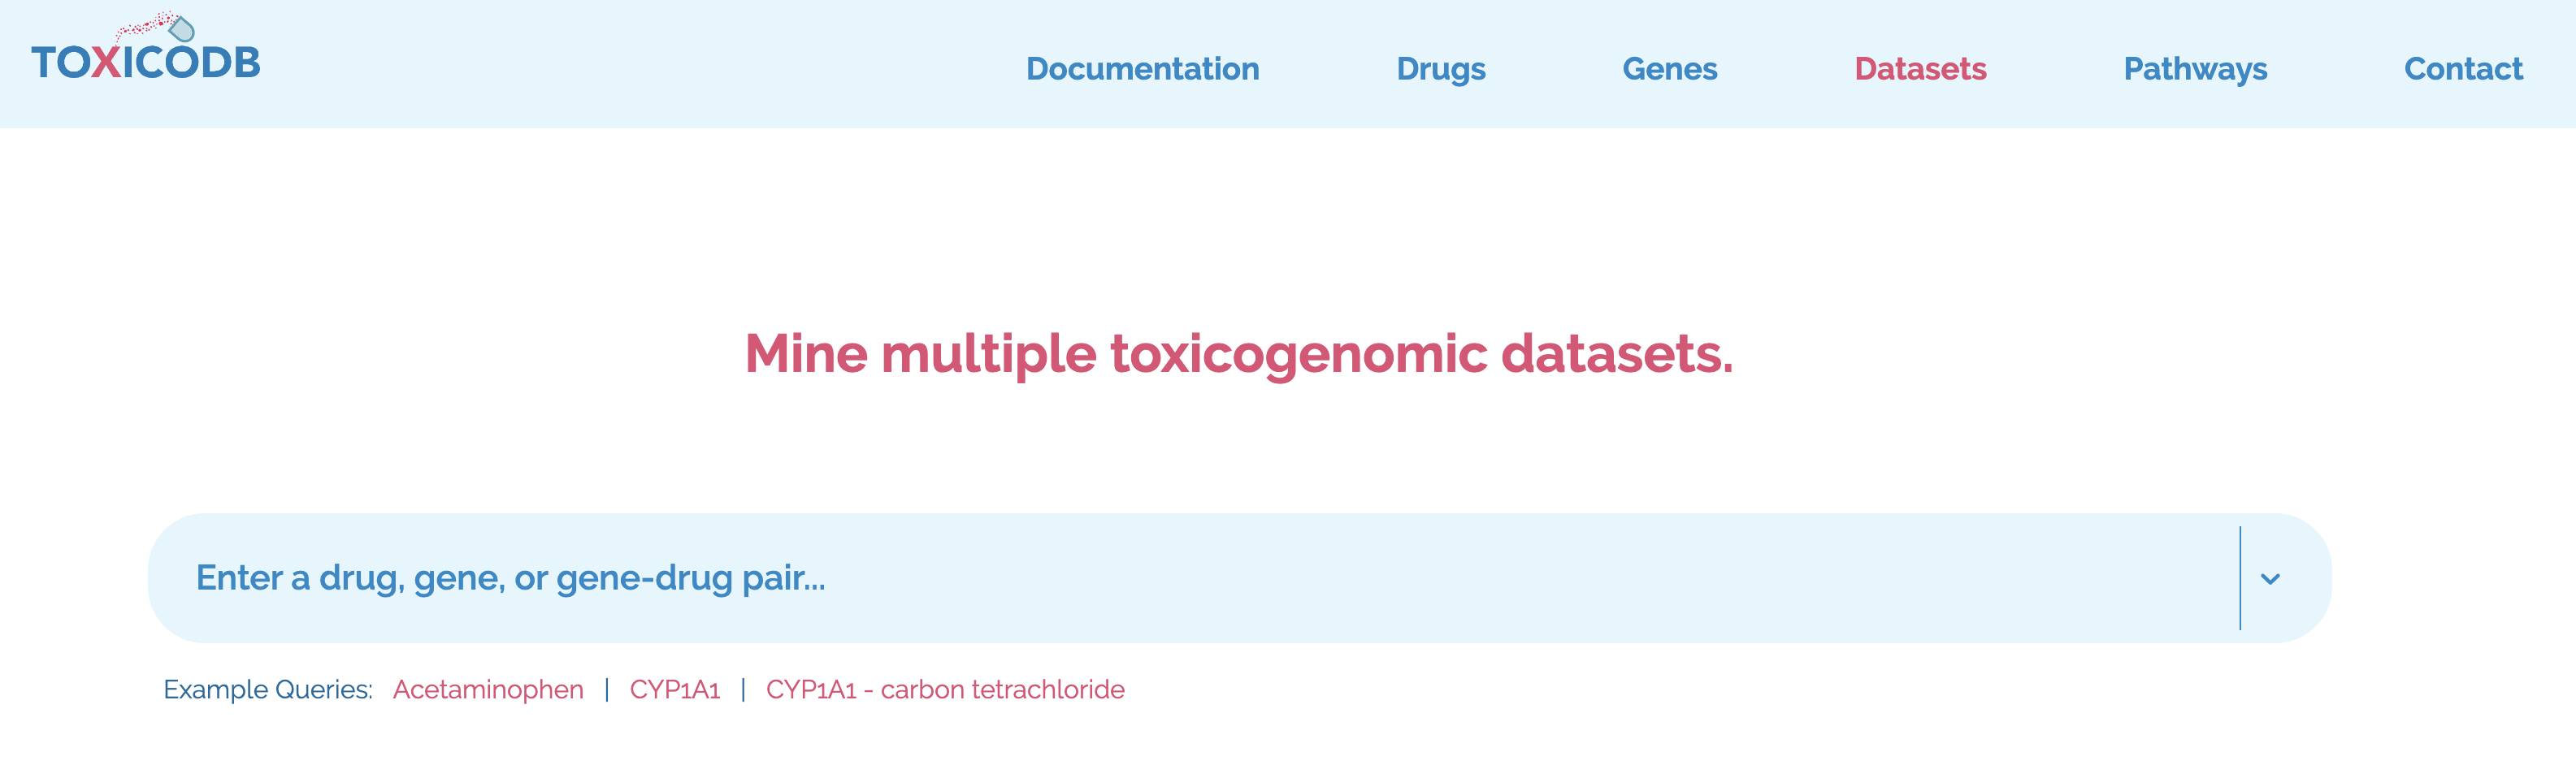 TOXICODB
Documentation Drugs Genes Datasets Pathways Contact
Mine multiple toxicogenomic datasets.
Enter a drug, gene, or gene-drug pair...
Example Queries: Acetaminophen | CYP1A1 | CYP1A1 - carbon tetrachloride